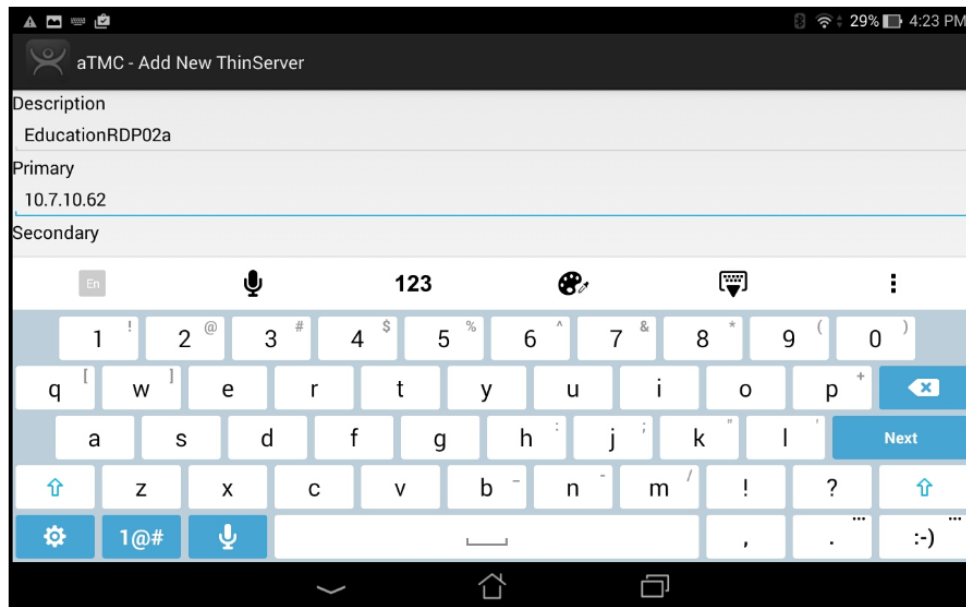 29% 4:23 PM
aTMC - Add New ThinServer
Description
EducationRDP02a
Primary
10.7.10.62
Secondary
En 123
1 ! 2 @ 3 # 4 $ 5 % 6 ^ 7 & 8 * 9 ( 0 )
q [ w ] e r t y u i o p +
a s d f g h : j ; k " l ' Next
z x c v b _ n - m / ! ?
1@# , . ... :-) ...